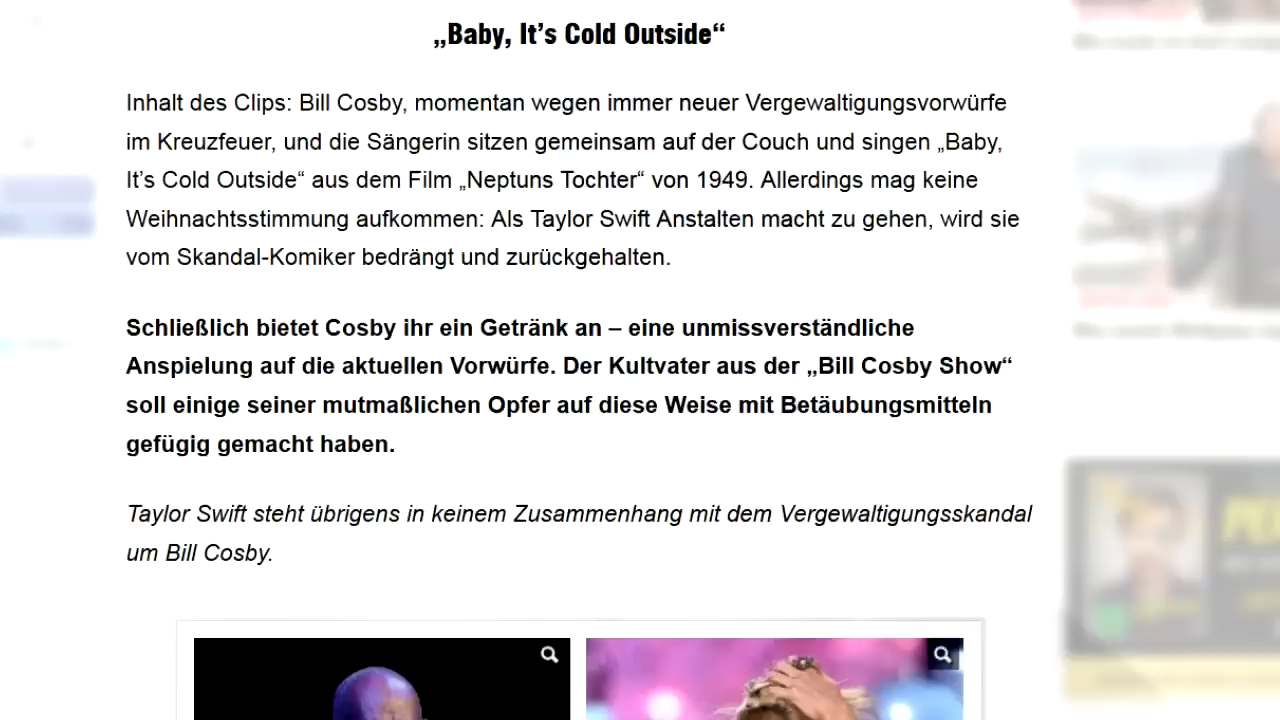 „Baby, It’s Cold Outside“
Inhalt des Clips: Bill Cosby, momentan wegen immer neuer Vergewaltigungsvorwürfe
im Kreuzfeuer, und die Sängerin sitzen gemeinsam auf der Couch und singen „Baby,
It’s Cold Outside“ aus dem Film „Neptuns Tochter“ von 1949. Allerdings mag keine
Weihnachtsstimmung aufkommen: Als Taylor Swift Anstalten macht zu gehen, wird sie
vom Skandal-Komiker bedrängt und zurückgehalten.
Schließlich bietet Cosby ihr ein Getränk an – eine unmissverständliche
Anspielung auf die aktuellen Vorwürfe. Der Kultvater aus der „Bill Cosby Show“
soll einige seiner mutmaßlichen Opfer auf diese Weise mit Betäubungsmitteln
gefügig gemacht haben.
Taylor Swift steht übrigens in keinem Zusammenhang mit dem Vergewaltigungsskandal
um Bill Cosby.